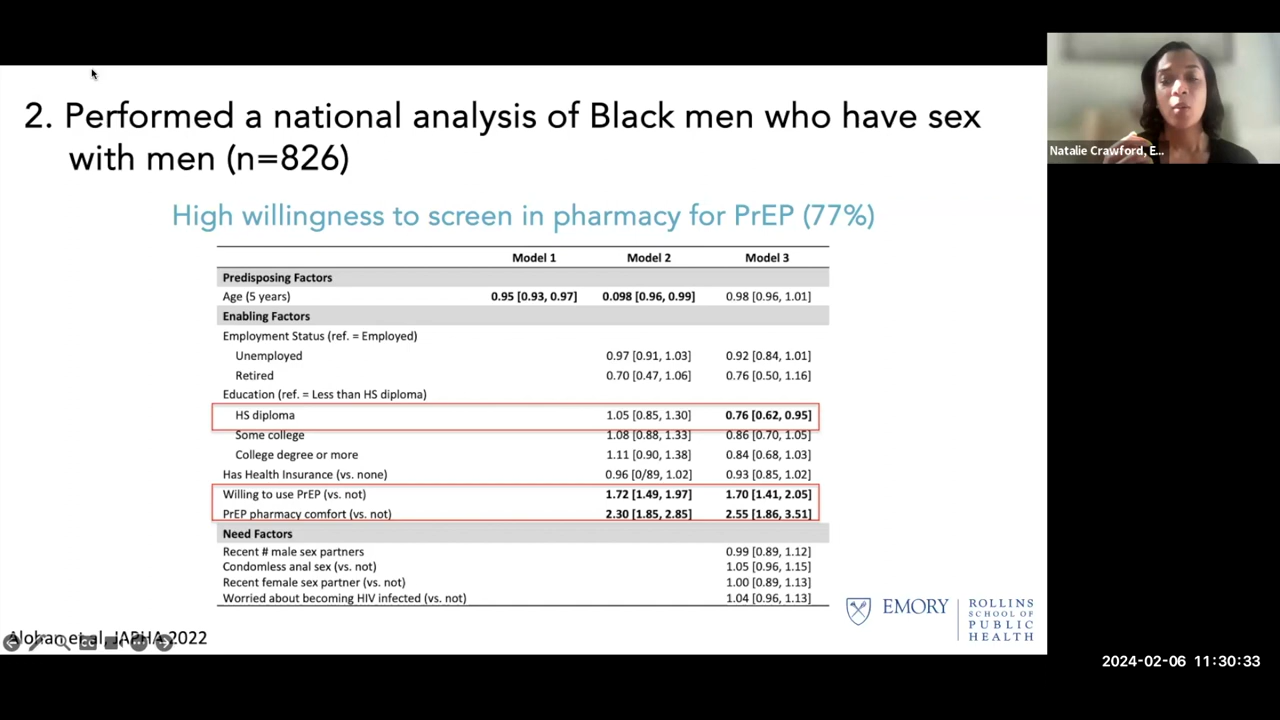 2. Performed a national analysis of Black men who have sex
with men (n=826)
High willingness to screen in pharmacy for PrEP (77%)
Model 1 Model 2 Model 3
Predisposing Factors
Age (5 years) 0.95 [0.93, 0.97] 0.098 [0.96, 0.99] 0.98 [0.96, 1.01]
Enabling Factors
Employment Status (ref. = Employed)
Unemployed 0.97 [0.91, 1.03] 0.92 [0.84, 1.01]
Retired 0.70 [0.47, 1.06] 0.76 [0.50, 1.16]
Education (ref. = Less than HS diploma)
HS diploma 1.05 [0.85, 1.30] 0.76 [0.62, 0.95]
Some college 1.08 [0.88, 1.33] 0.86 [0.70, 1.05]
College degree or more 1.11 [0.90, 1.38] 0.84 [0.68, 1.03]
Has Health Insurance (vs. none) 0.96 [0/89, 1.02] 0.93 [0.85, 1.02]
Willing to use PrEP (vs. not) 1.72 [1.49, 1.97] 1.70 [1.41, 2.05]
PrEP pharmacy comfort (vs. not) 2.30 [1.85, 2.85] 2.55 [1.86, 3.51]
Need Factors
Recent # male sex partners 0.99 [0.89, 1.12]
Condomless anal sex (vs. not) 1.05 [0.96, 1.15]
Recent female sex partner (vs. not) 1.00 [0.89, 1.13]
Worried about becoming HIV infected (vs. not) 1.04 [0.96, 1.13]
Alohan et al, JAPHA 2022
EMORY
ROLLINS
SCHOOL OF
PUBLIC
HEALTH
Natalie Crawford, E...
2024-02-06 11:30:33